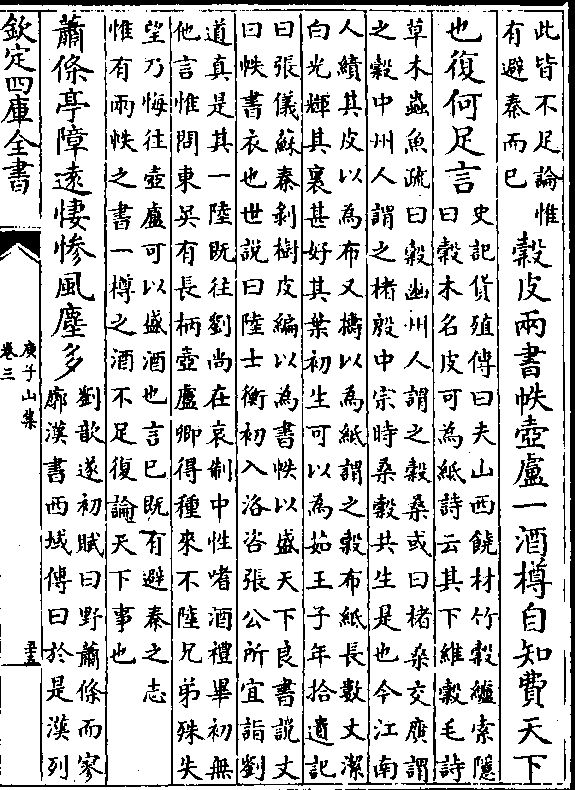 此皆不足論惟
有避秦而已
榖皮兩書帙壺盧一酒樽自知費天下
也復何足言
史記貨殖傳曰夫山西饒材竹榖纑索隱
曰榖木名皮可為紙詩云其下維榖毛詩
草木蟲魚疏曰榖幽州人謂之榖桑或曰楮桑交廣謂
之榖中州人謂之楮殷中宗時桑榖共生是也今江南
人績其皮以為布又擣以為紙謂之榖布紙長數丈潔
白光輝其裏甚好其葉初生可以為茹王子年拾遺記
曰張儀蘇秦剝樹皮編以為書帙以盛天下良書說文
曰帙書衣也世說曰陸士衡初入洛咨張公所宜詣劉
道真是其一陸既往劉尚在哀制中性嗜酒禮畢初無
他言惟問東吳有長柄壺盧卿得種來不陸兄弟殊失
望乃悔往壺盧可以盛酒也言已既有避秦之志
惟有兩帙之書一樽之酒不足復論天下事也
蕭條亭障遠悽慘風塵多
劉歆遂初賦曰野蕭條而寥
廓漢書西域傳曰於是漢列
欽定四庫全書
庾子山集
卷三